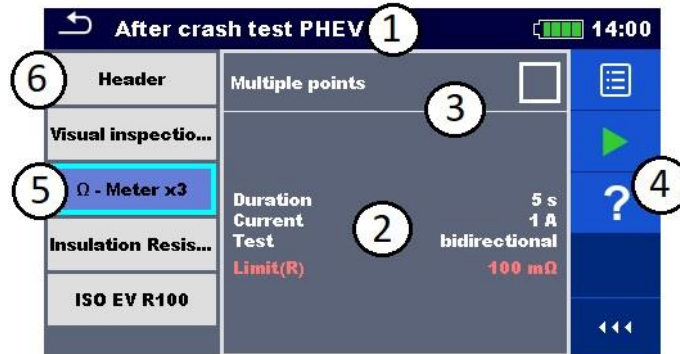 After crash test PHEV 1 14:00
6 Header
Multiple points
3
Visual inspectio...
5 Ω - Meter x3
4
?
Duration 5 s
Current 1 A
2
Test bidirectional
Limit(R) 100 mΩ
Insulation Resis...
ISO EV R100